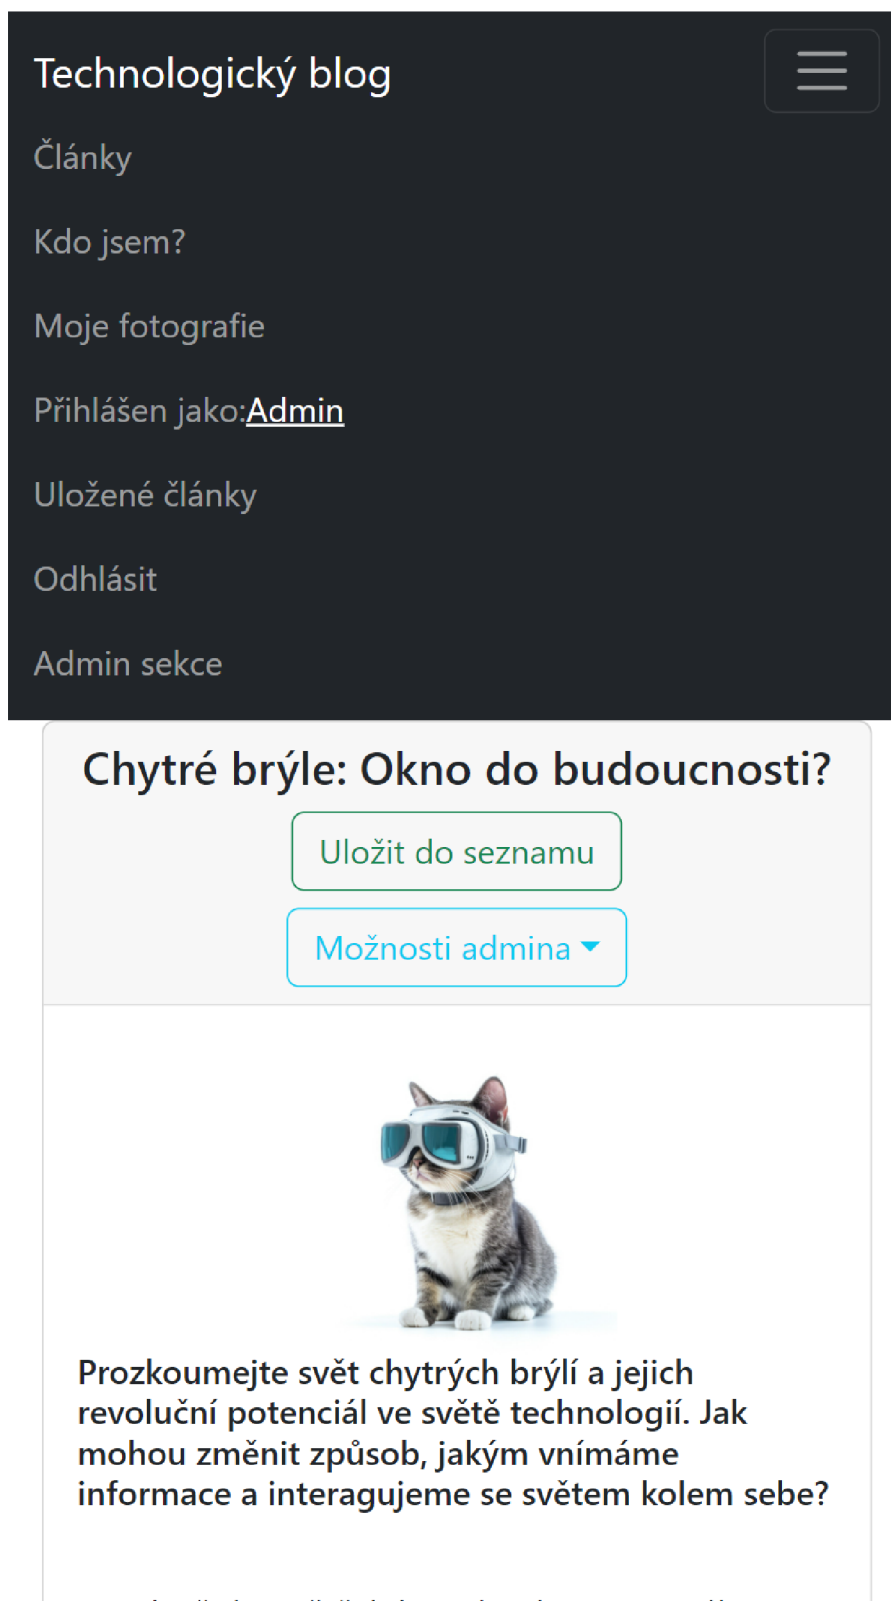 Technologický blog
Články
Kdo jsem?
Moje fotografie
Přihlášen jako:Admin
Uložené články
Odhlásit
Admin sekce
Chytré brýle: Okno do budoucnosti?
Uložit do seznamu
Možnosti admina
Prozkoumejte svět chytrých brýlí a jejich
revoluční potenciál ve světě technologií. Jak
mohou změnit způsob, jakým vnímáme
informace a interagujeme se světem kolem sebe?